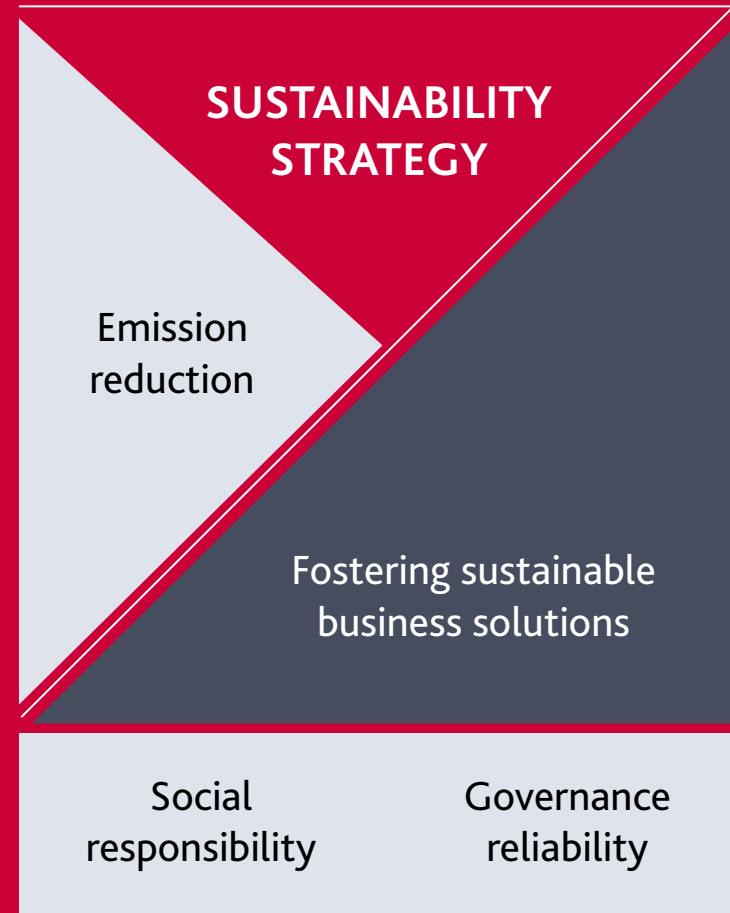 SUSTAINABILITY
STRATEGY
Emission
reduction
Fostering sustainable
business solutions
Social
responsibility
Governance
reliability